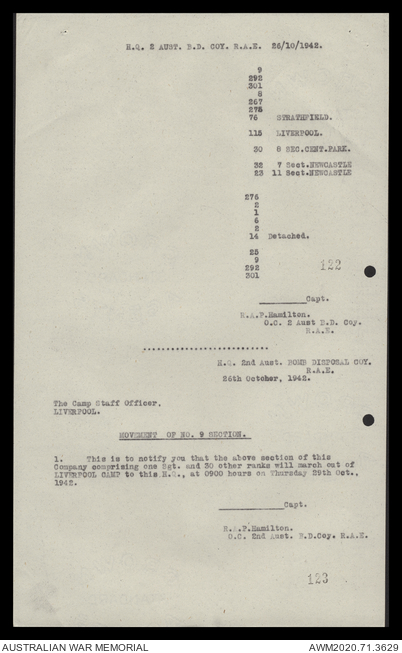 H.Q. 2 AUST. B.D. COY. R.A.E. 26/10/1942.
9
292
301
8
267
275
76 STRATHFIELD.
115 LIVERPOOL.
30 8 SEC.CENT.PARK.
32 7 Sect.NEWCASTLE
23 11 Sect.NEWCASTLE
276
2
1
6
2
14 Detached.
25
9
292
301
122
________Capt.
R.A.P.Hamilton.
O.C. 2 Aust B.D. Coy.
R.A.E.
**************************
H.Q. 2nd Aust. BOMB DISPOSAL COY.
R.A.E.
26th October, 1942.
The Camp Staff Officer,
LIVERPOOL.
MOVEMENT OF NO. 9 SECTION.
1. This is to notify you that the above section of this
Company comprising one Sgt. and 30 other ranks will march out of
LIVERPOOL CAMP to this H.Q., at 0900 hours on Thursday 29th Oct.,
1942.
____________Capt.
R.A.P.Hamilton.
O.C. 2nd Aust. B.D.Coy. R.A.E.
123
AUSTRALIAN WAR MEMORIAL
AWM2020.71.3629